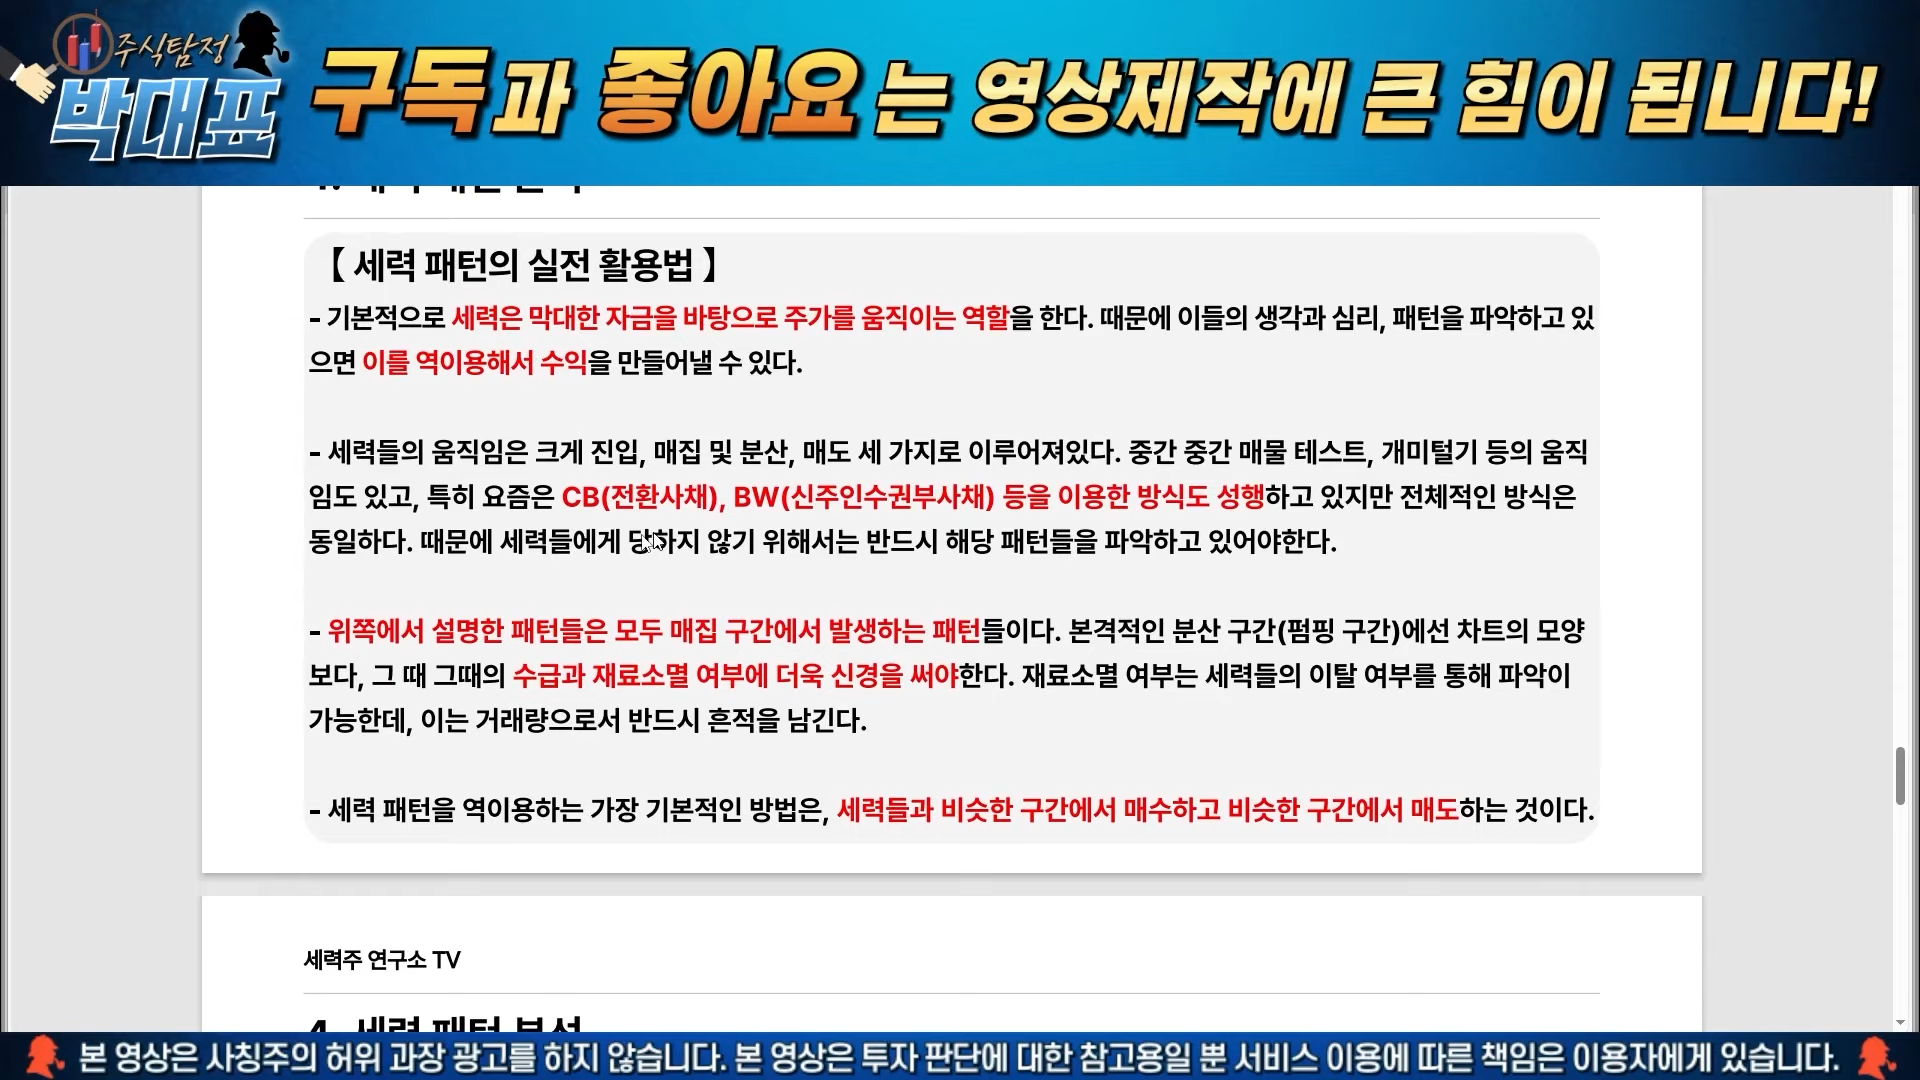 주식탐정
박대표
구독과 좋아요는 영상제작에 큰 힘이 됩니다!
【 세력 패턴의 실전 활용법 】
- 기본적으로 세력은 막대한 자금을 바탕으로 주가를 움직이는 역할을 한다. 때문에 이들의 생각과 심리, 패턴을 파악하고 있
으면 이를 역이용해서 수익을 만들어낼 수 있다.
- 세력들의 움직임은 크게 진입, 매집 및 분산, 매도 세 가지로 이루어져있다. 중간 중간 매물 테스트, 개미털기 등의 움직
임도 있고, 특히 요즘은 CB(전환사채), BW(신주인수권부사채) 등을 이용한 방식도 성행하고 있지만 전체적인 방식은
동일하다. 때문에 세력들에게 당하지 않기 위해서는 반드시 해당 패턴들을 파악하고 있어야한다.
- 위쪽에서 설명한 패턴들은 모두 매집 구간에서 발생하는 패턴들이다. 본격적인 분산 구간(펌핑 구간)에선 차트의 모양
보다, 그 때 그때의 수급과 재료소멸 여부에 더욱 신경을 써야한다. 재료소멸 여부는 세력들의 이탈 여부를 통해 파악이
가능한데, 이는 거래량으로서 반드시 흔적을 남긴다.
- 세력 패턴을 역이용하는 가장 기본적인 방법은, 세력들과 비슷한 구간에서 매수하고 비슷한 구간에서 매도하는 것이다.
세력주 연구소 TV
4. 세력 패턴 분석
본 영상은 사칭주의 허위 과장 광고를 하지 않습니다. 본 영상은 투자 판단에 대한 참고용일 뿐 서비스 이용에 따른 책임은 이용자에게 있습니다.